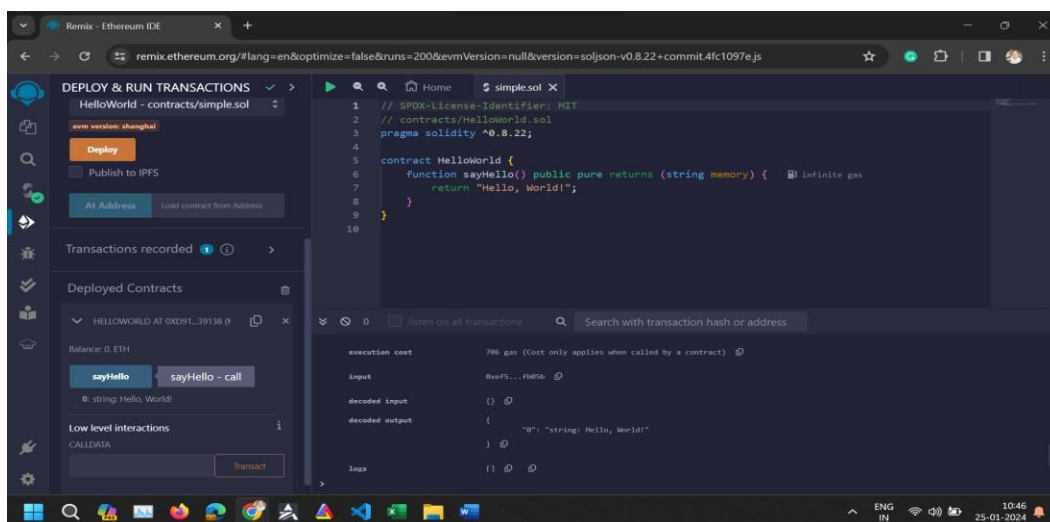 Remix - Ethereum IDE
remix.ethereum.org/#lang=en&optimize=false&runs=200&evmVersion=null&version=soljson-v0.8.22+commit.4fc1097e.js
DEPLOY & RUN TRANSACTIONS
HelloWorld - contracts/simple.sol
evm version: shanghai
Deploy
Publish to IPFS
At Address
Load contract from Address
Transactions recorded 1
Deployed Contracts
HELLOWORLD AT 0XD91...39138
Balance: 0. ETH
sayHello
sayHello - call
0: string: Hello, World!
Low level interactions
CALLDATA
Transact
Home
simple.sol
1 // SPDX-License-Identifier: MIT
2 // contracts/HelloWorld.sol
3 pragma solidity ^0.8.22;
4
5 contract HelloWorld {
6 function sayHello() public pure returns (string memory) { infinite gas
7 return "Hello, World!";
8 }
9 }
10
0 listen on all transactions
Search with transaction hash or address
execution cost 706 gas (Cost only applies when called by a contract)
input 0xef5...fb05b
decoded input {}
decoded output {
"0": "string: Hello, World!"
}
logs []
>
ENG
IN
10:46
25-01-2024